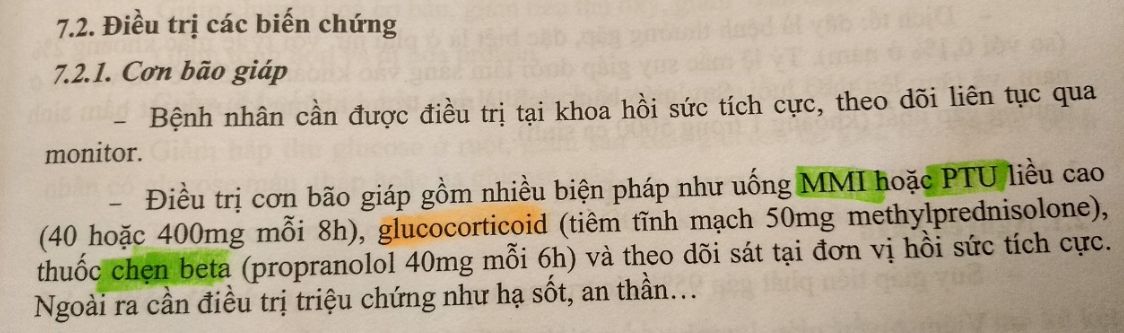 7.2. Điều trị các biến chứng
7.2.1. Cơn bão giáp
– Bệnh nhân cần được điều trị tại khoa hồi sức tích cực, theo dõi liên tục qua
monitor.
– Điều trị cơn bão giáp gồm nhiều biện pháp như uống MMI hoặc PTU liều cao
(40 hoặc 400mg mỗi 8h), glucocorticoid (tiêm tĩnh mạch 50mg methylprednisolone),
thuốc chẹn beta (propranolol 40mg mỗi 6h) và theo dõi sát tại đơn vị hồi sức tích cực.
Ngoài ra cần điều trị triệu chứng như hạ sốt, an thần…